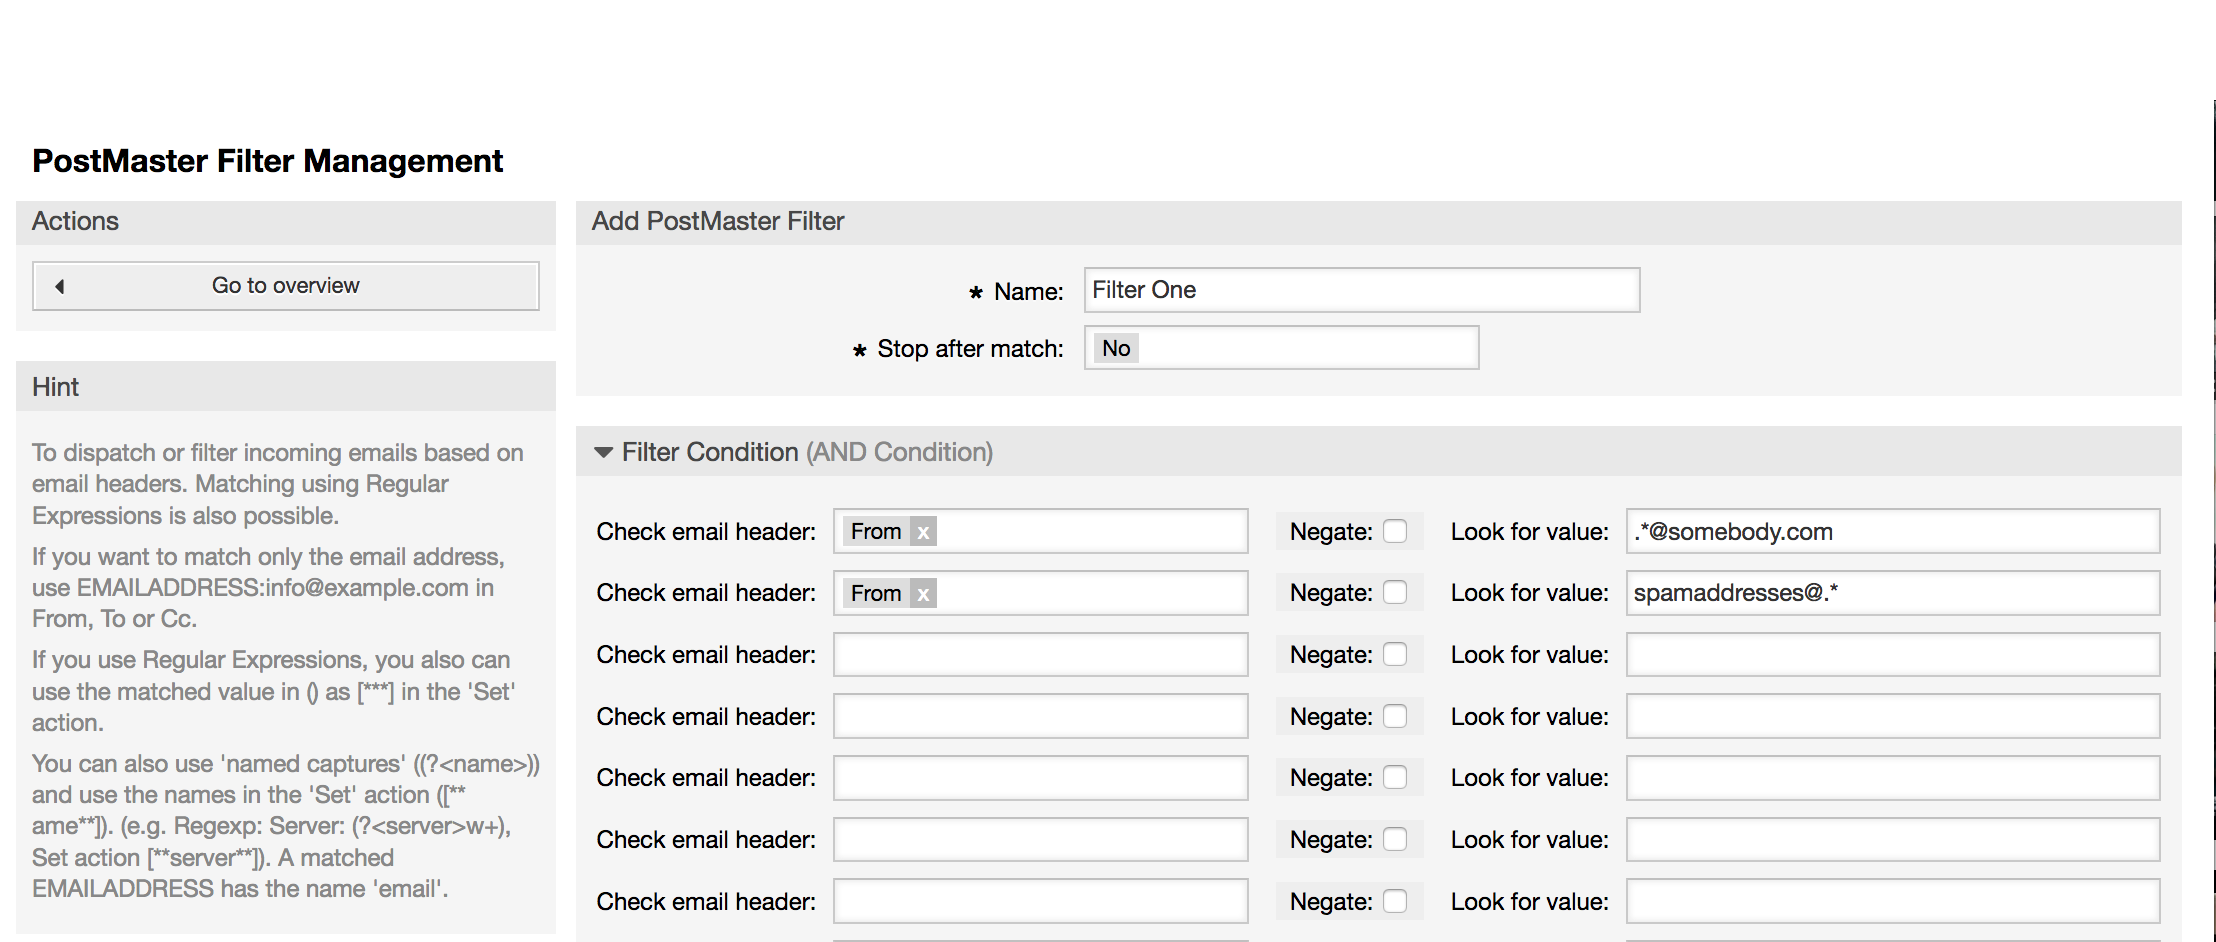 PostMaster Filter Management
Actions
Go to overview
Hint
To dispatch or filter incoming emails based on
email headers. Matching using Regular
Expressions is also possible.
If you want to match only the email address,
use EMAILADDRESS:info@example.com in
From, To or Cc.
If you use Regular Expressions, you also can
use the matched value in () as [***] in the 'Set'
action.
You can also use 'named captures' ((?<name>))
and use the names in the 'Set' action ([**
ame**]). (e.g. Regexp: Server: (?<server>w+),
Set action [**server**]). A matched
EMAILADDRESS has the name 'email'.
Add PostMaster Filter
* Name: Filter One
* Stop after match: No
Filter Condition (AND Condition)
Check email header: From x Negate: Look for value: .*@somebody.com
Check email header: From x Negate: Look for value: spamaddresses@.*
Check email header: Negate: Look for value:
Check email header: Negate: Look for value:
Check email header: Negate: Look for value:
Check email header: Negate: Look for value:
Check email header: Negate: Look for value: